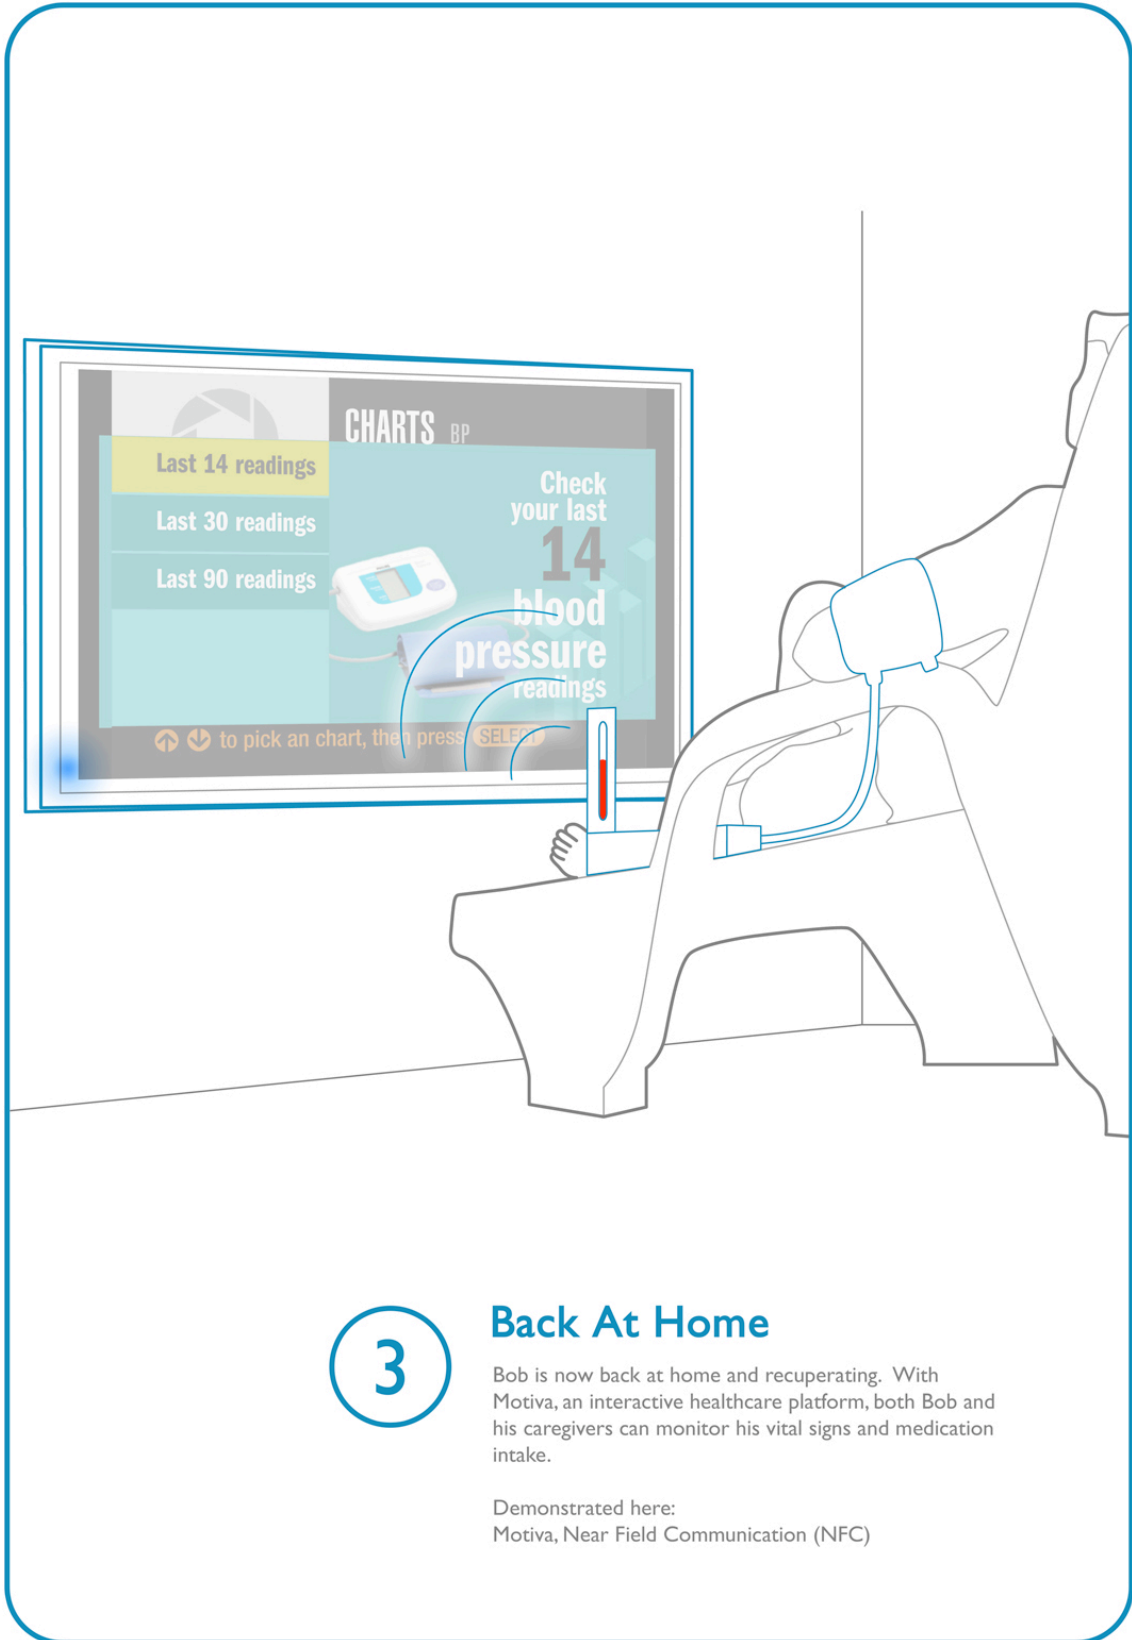 CHARTS BP
Last 14 readings
Last 30 readings
Last 90 readings
Check
your last
14
blood
pressure
readings
to pick an chart, then press SELECT
3
Back At Home
Bob is now back at home and recuperating. With
Motiva, an interactive healthcare platform, both Bob and
his caregivers can monitor his vital signs and medication
intake.
Demonstrated here:
Motiva, Near Field Communication (NFC)